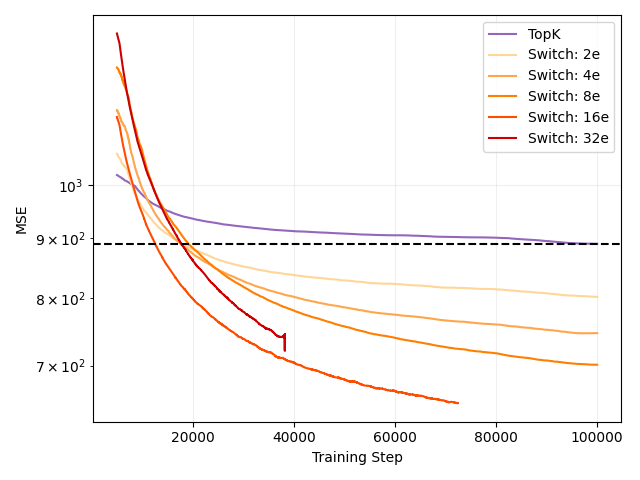 TopK
Switch: 2e
Switch: 4e
Switch: 8e
Switch: 16e
Switch: 32e
MSE
10³
9 × 10²
8 × 10²
7 × 10²
20000 40000 60000 80000 100000
Training Step